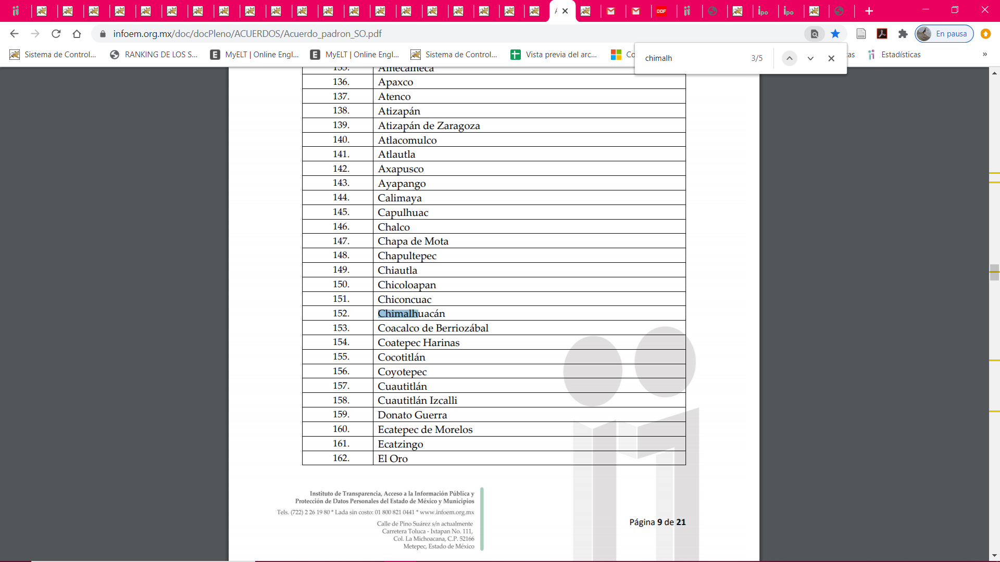 infoem.org.mx/doc/docPleno/ACUERDOS/Acuerdo_padron_SO.pdf
En pausa
Sistema de Control...
RANKING DE LOS S...
MyELT | Online Engl...
MyELT | Online Engl...
Sistema de Control...
Vista previa del arc...
Co
as
Estadísticas
»
chimalh
3/5
135. Amecameca
136. Apaxco
137. Atenco
138. Atizapán
139. Atizapán de Zaragoza
140. Atlacomulco
141. Atlautla
142. Axapusco
143. Ayapango
144. Calimaya
145. Capulhuac
146. Chalco
147. Chapa de Mota
148. Chapultepec
149. Chiautla
150. Chicoloapan
151. Chiconcuac
152. Chimalhuacán
153. Coacalco de Berriozábal
154. Coatepec Harinas
155. Cocotitlán
156. Coyotepec
157. Cuautitlán
158. Cuautitlán Izcalli
159. Donato Guerra
160. Ecatepec de Morelos
161. Ecatzingo
162. El Oro
Instituto de Transparencia, Acceso a la Información Pública y
Protección de Datos Personales del Estado de México y Municipios
Tels. (722) 2 26 19 80 * Lada sin costo: 01 800 821 0441 * www.infoem.org.mx
Calle de Pino Suárez s/n actualmente
Carretera Toluca - Ixtapan No. 111,
Col. La Michoacana, C.P. 52166
Metepec, Estado de México
Página 9 de 21